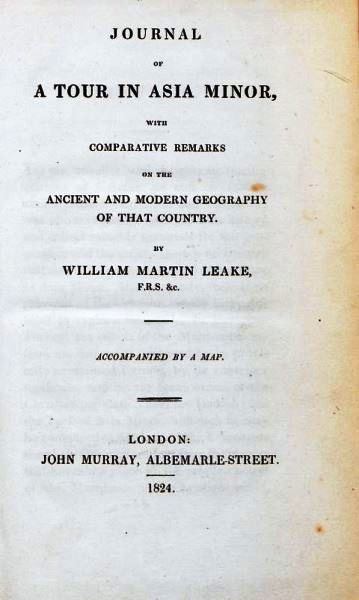 JOURNAL
OF
A TOUR IN ASIA MINOR,
WITH
COMPARATIVE REMARKS
ON THE
ANCIENT AND MODERN GEOGRAPHY
OF THAT COUNTRY.
BY
WILLIAM MARTIN LEAKE,
F.R.S. &c.
ACCOMPANIED BY A MAP.
LONDON:
JOHN MURRAY, ALBEMARLE-STREET.
1824.